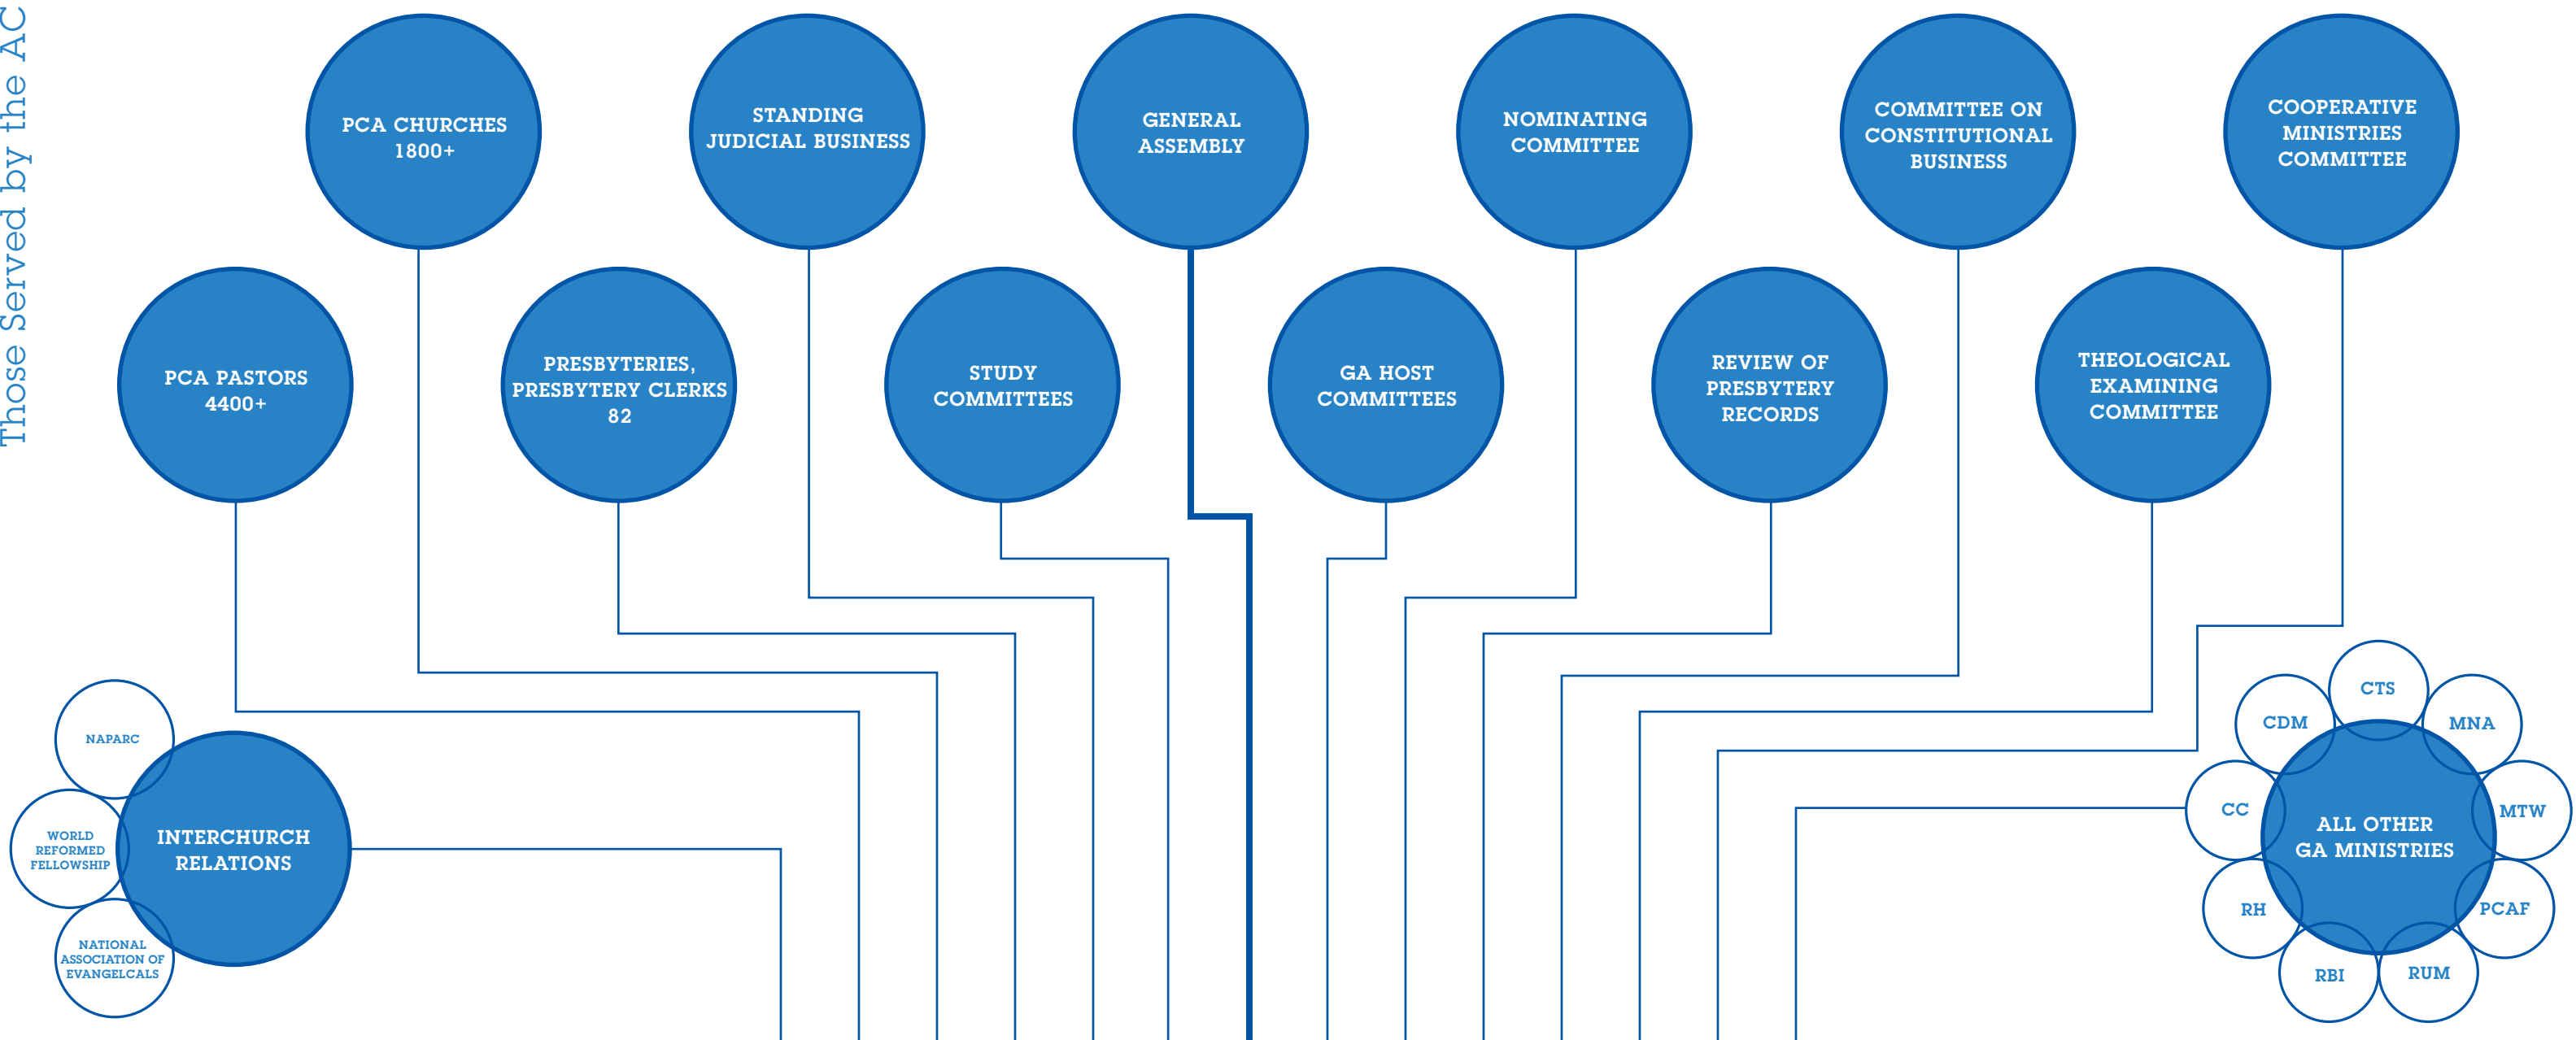 Those Served by the AC
PCA CHURCHES
1800+
STANDING
JUDICIAL BUSINESS
GENERAL
ASSEMBLY
NOMINATING
COMMITTEE
COMMITTEE ON
CONSTITUTIONAL
BUSINESS
COOPERATIVE
MINISTRIES
COMMITTEE
PCA PASTORS
4400+
PRESBYTERIES,
PRESBYTERY CLERKS
82
STUDY
COMMITTEES
GA HOST
COMMITTEES
REVIEW OF
PRESBYTERY
RECORDS
THEOLOGICAL
EXAMINING
COMMITTEE
NAPARC
WORLD
REFORMED
FELLOWSHIP
NATIONAL
ASSOCIATION OF
EVANGELCALS
INTERCHURCH
RELATIONS
CTS
CDM
MNA
CC
MTW
ALL OTHER
GA MINISTRIES
RH
PCAF
RBI
RUM